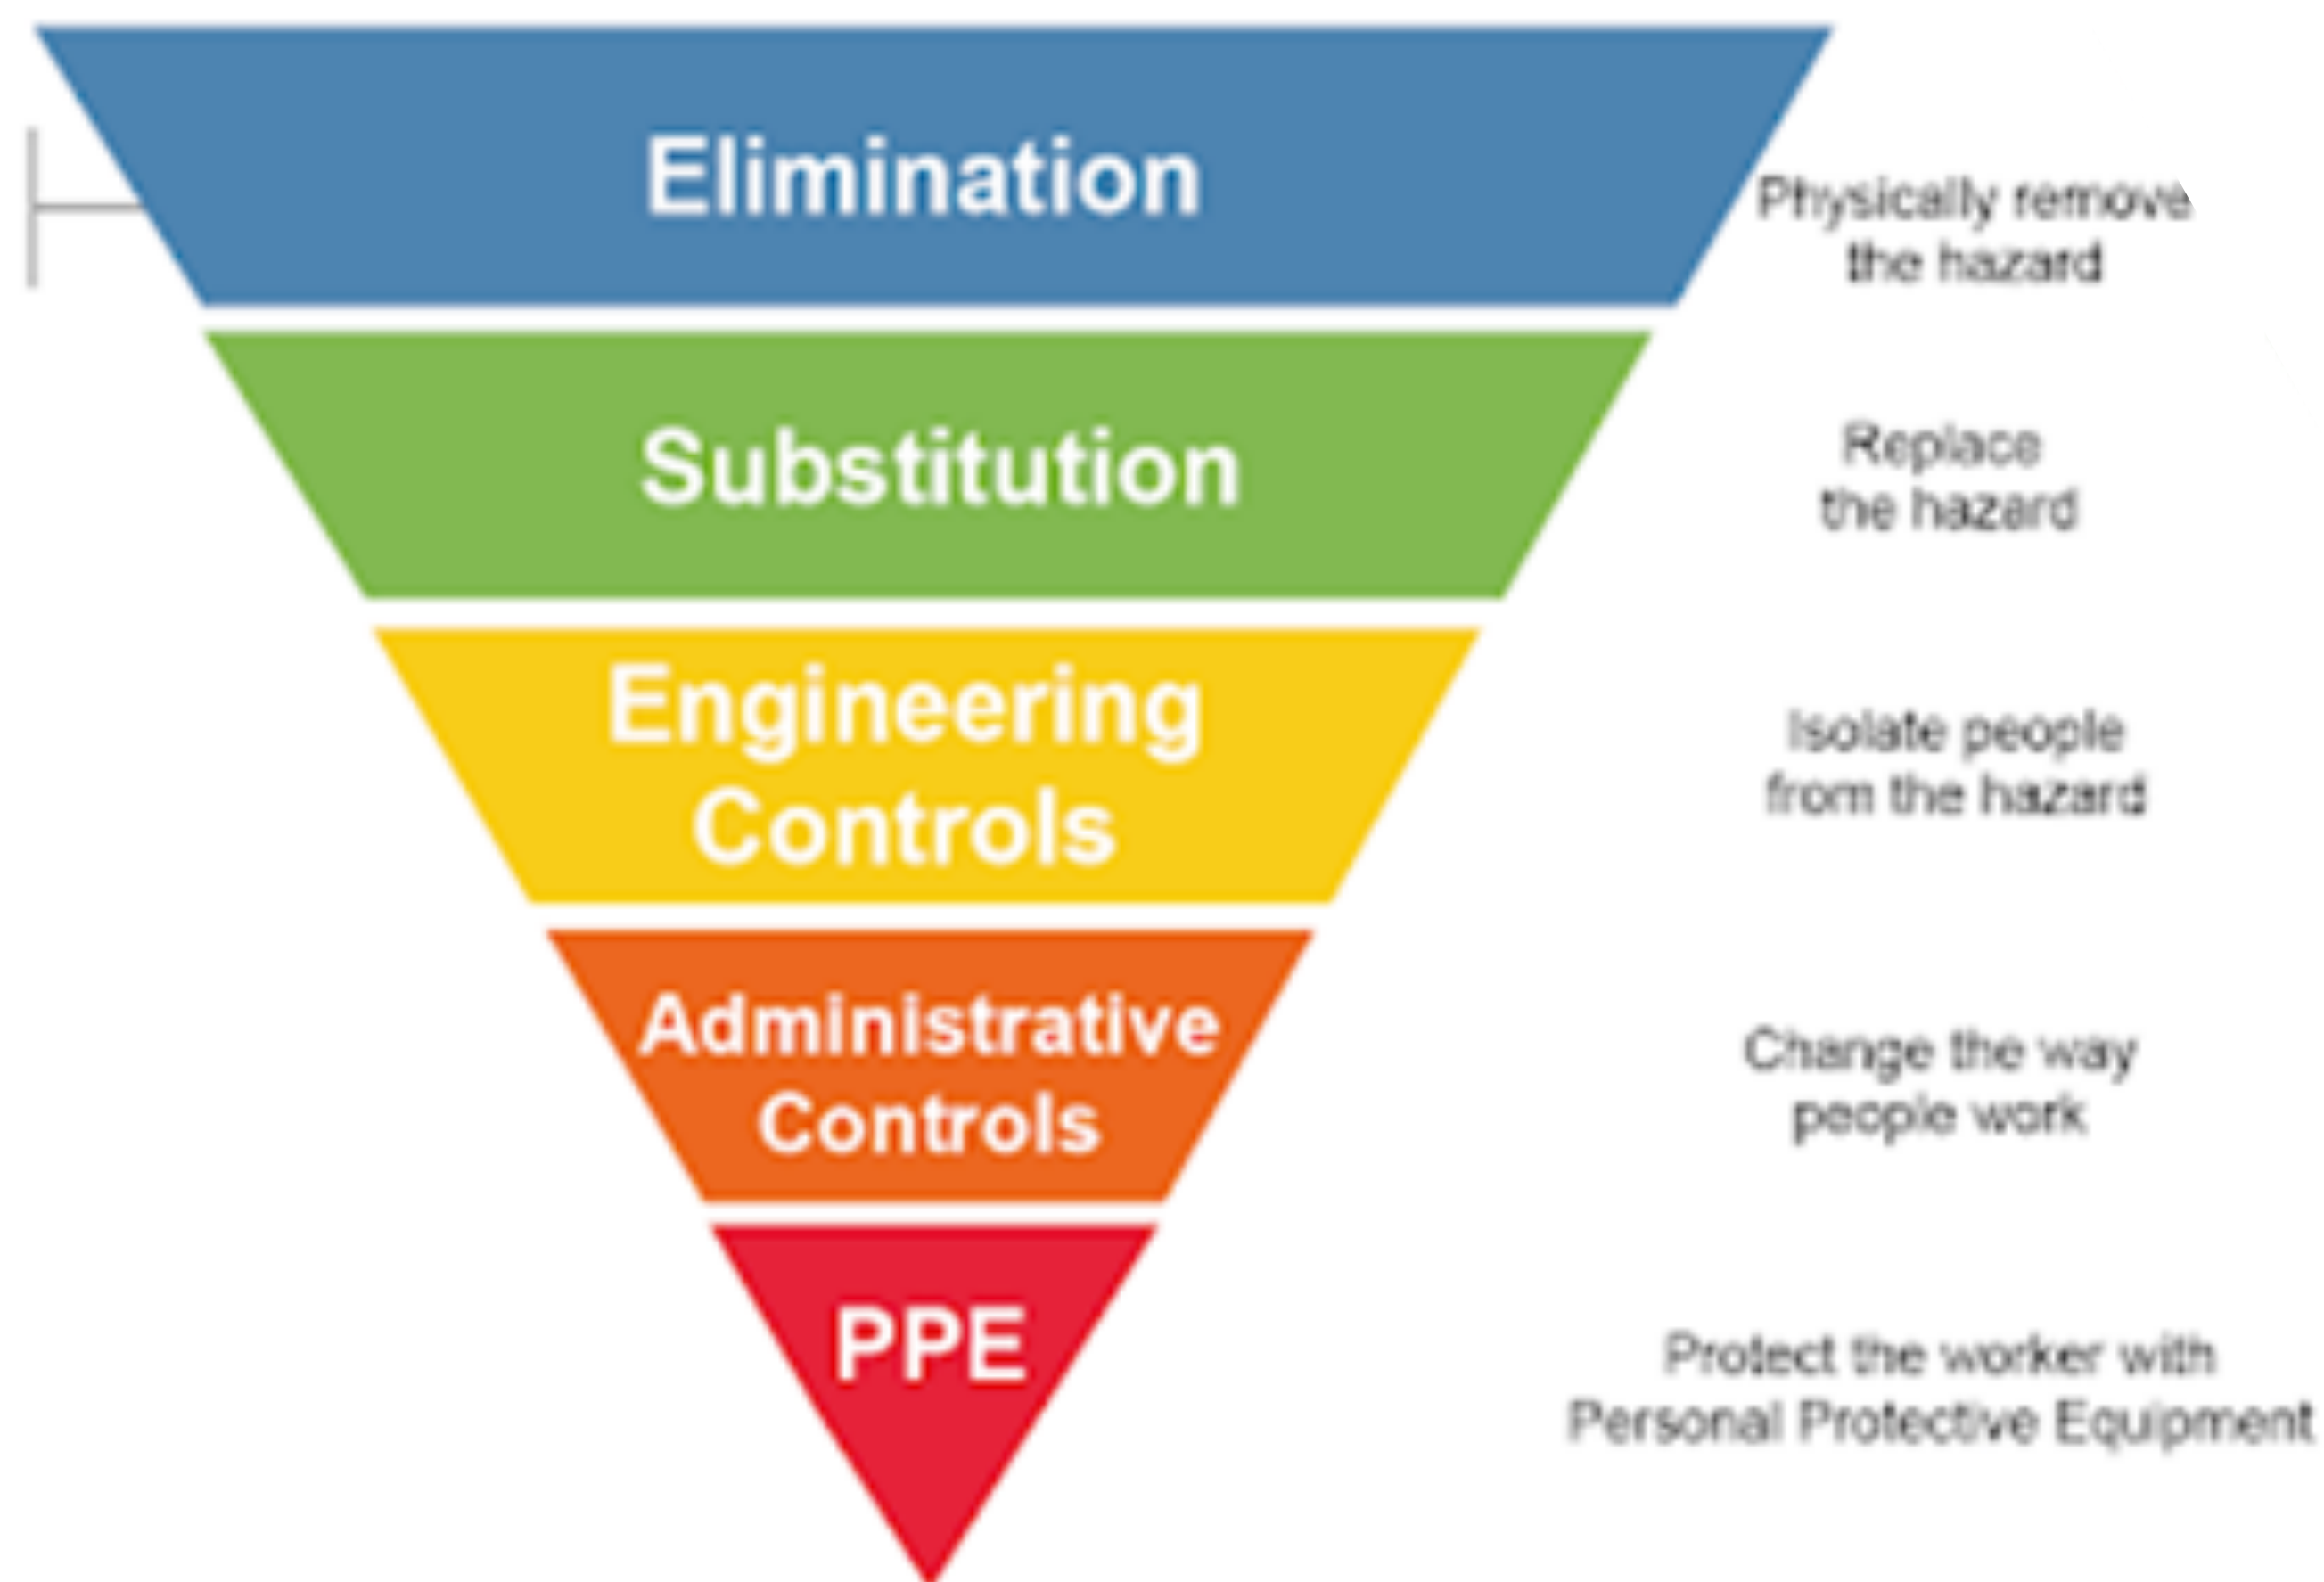 Elimination
Physically remove
the hazard
Substitution
Replace
the hazard
Engineering
Controls
Isolate people
from the hazard
Administrative
Controls
Change the way
people work
PPE
Protect the worker with
Personal Protective Equipment